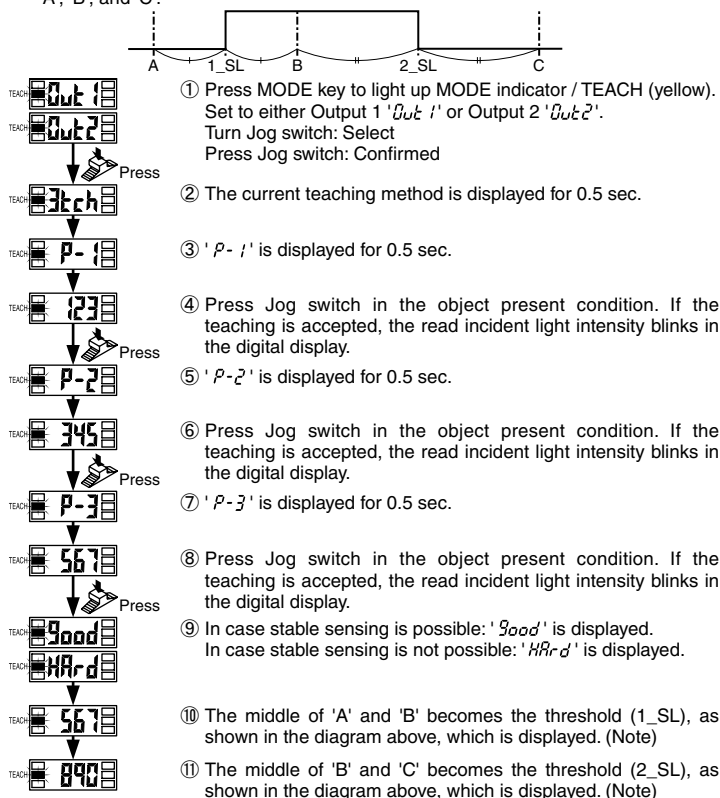 'A', 'B', and 'C'.
A 1_SL B 2_SL C
TEACH Out1
TEACH Out2
Press
① Press MODE key to light up MODE indicator / TEACH (yellow).
Set to either Output 1 'Out1' or Output 2 'Out2'.
Turn Jog switch: Select
Press Jog switch: Confirmed
TEACH 3tch
② The current teaching method is displayed for 0.5 sec.
TEACH P-1
③ 'P-1' is displayed for 0.5 sec.
TEACH 123
Press
④ Press Jog switch in the object present condition. If the
teaching is accepted, the read incident light intensity blinks in
the digital display.
TEACH P-2
⑤ 'P-2' is displayed for 0.5 sec.
TEACH 345
Press
⑥ Press Jog switch in the object present condition. If the
teaching is accepted, the read incident light intensity blinks in
the digital display.
TEACH P-3
⑦ 'P-3' is displayed for 0.5 sec.
TEACH 567
Press
⑧ Press Jog switch in the object present condition. If the
teaching is accepted, the read incident light intensity blinks in
the digital display.
TEACH good
TEACH HArd
⑨ In case stable sensing is possible: 'good' is displayed.
In case stable sensing is not possible: 'HArd' is displayed.
TEACH 567
⑩ The middle of 'A' and 'B' becomes the threshold (1_SL), as
shown in the diagram above, which is displayed. (Note)
TEACH 890
⑪ The middle of 'B' and 'C' becomes the threshold (2_SL), as
shown in the diagram above, which is displayed. (Note)